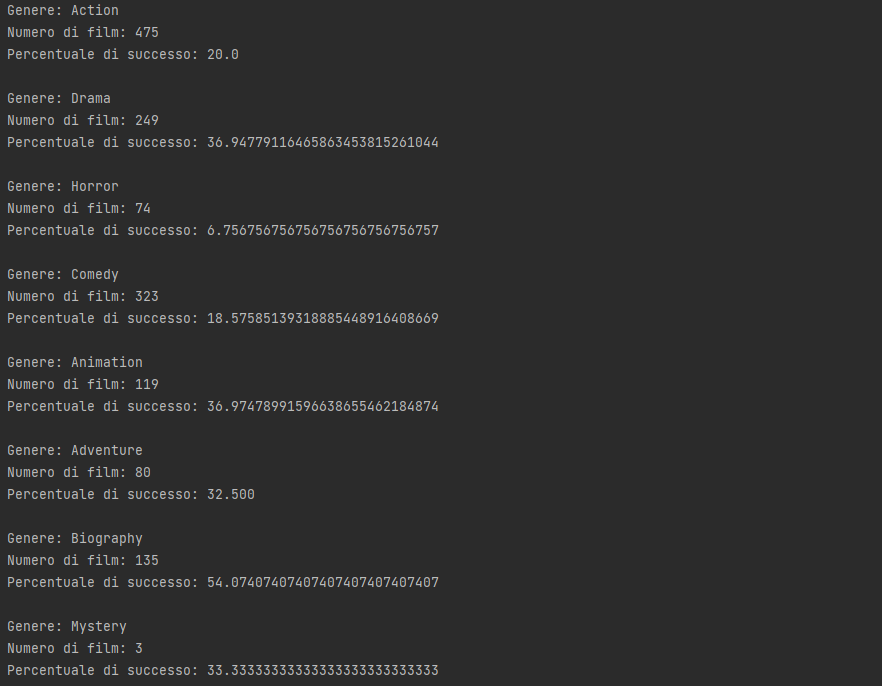 Genere: Action
Numero di film: 475
Percentuale di successo: 20.0
Genere: Drama
Numero di film: 249
Percentuale di successo: 36.94779116465863453815261044
Genere: Horror
Numero di film: 74
Percentuale di successo: 6.756756756756756756756756757
Genere: Comedy
Numero di film: 323
Percentuale di successo: 18.57585139318885448916408669
Genere: Animation
Numero di film: 119
Percentuale di successo: 36.97478991596638655462184874
Genere: Adventure
Numero di film: 80
Percentuale di successo: 32.500
Genere: Biography
Numero di film: 135
Percentuale di successo: 54.07407407407407407407407407
Genere: Mystery
Numero di film: 3
Percentuale di successo: 33.33333333333333333333333333